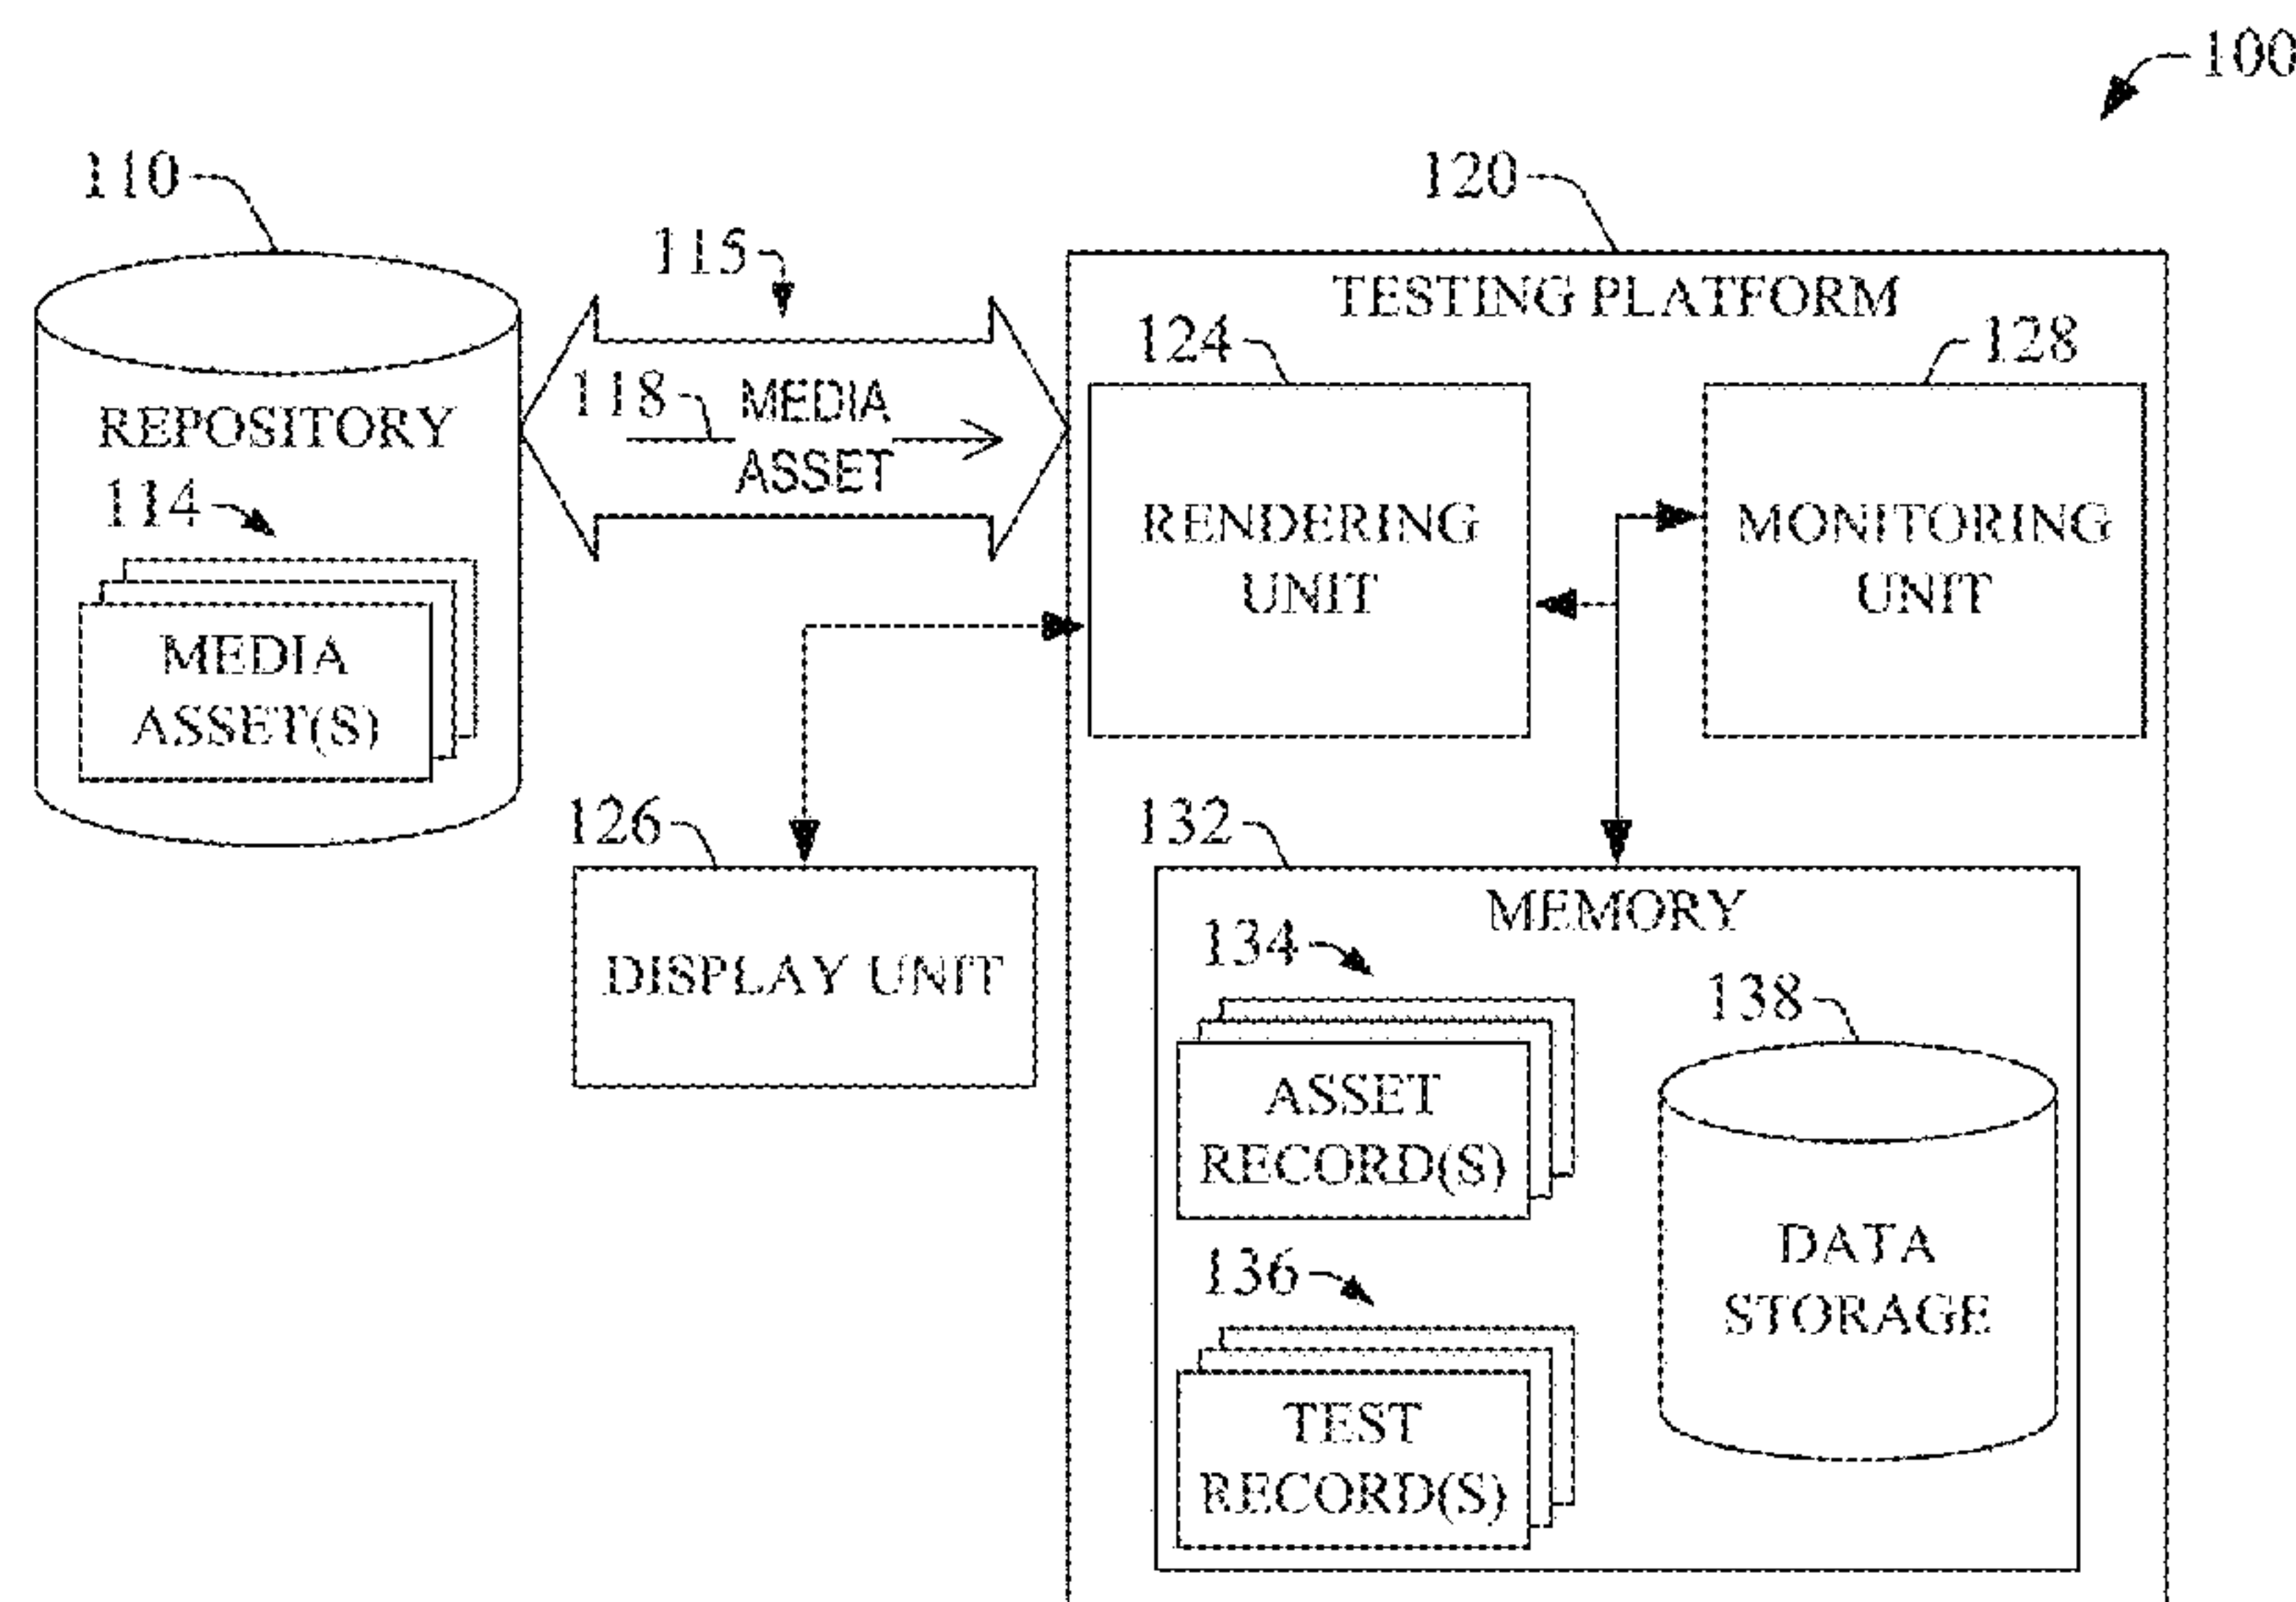 100
110
120
115
TESTING PLATFORM
124
128
118
MEDIA
ASSET
REPOSITORY
114
MEDIA
ASSET(S)
RENDERING
UNIT
MONITORING
UNIT
126
132
DISPLAY UNIT
MEMORY
134
138
ASSET
RECORD(S)
DATA
STORAGE
136
TEST
RECORD(S)